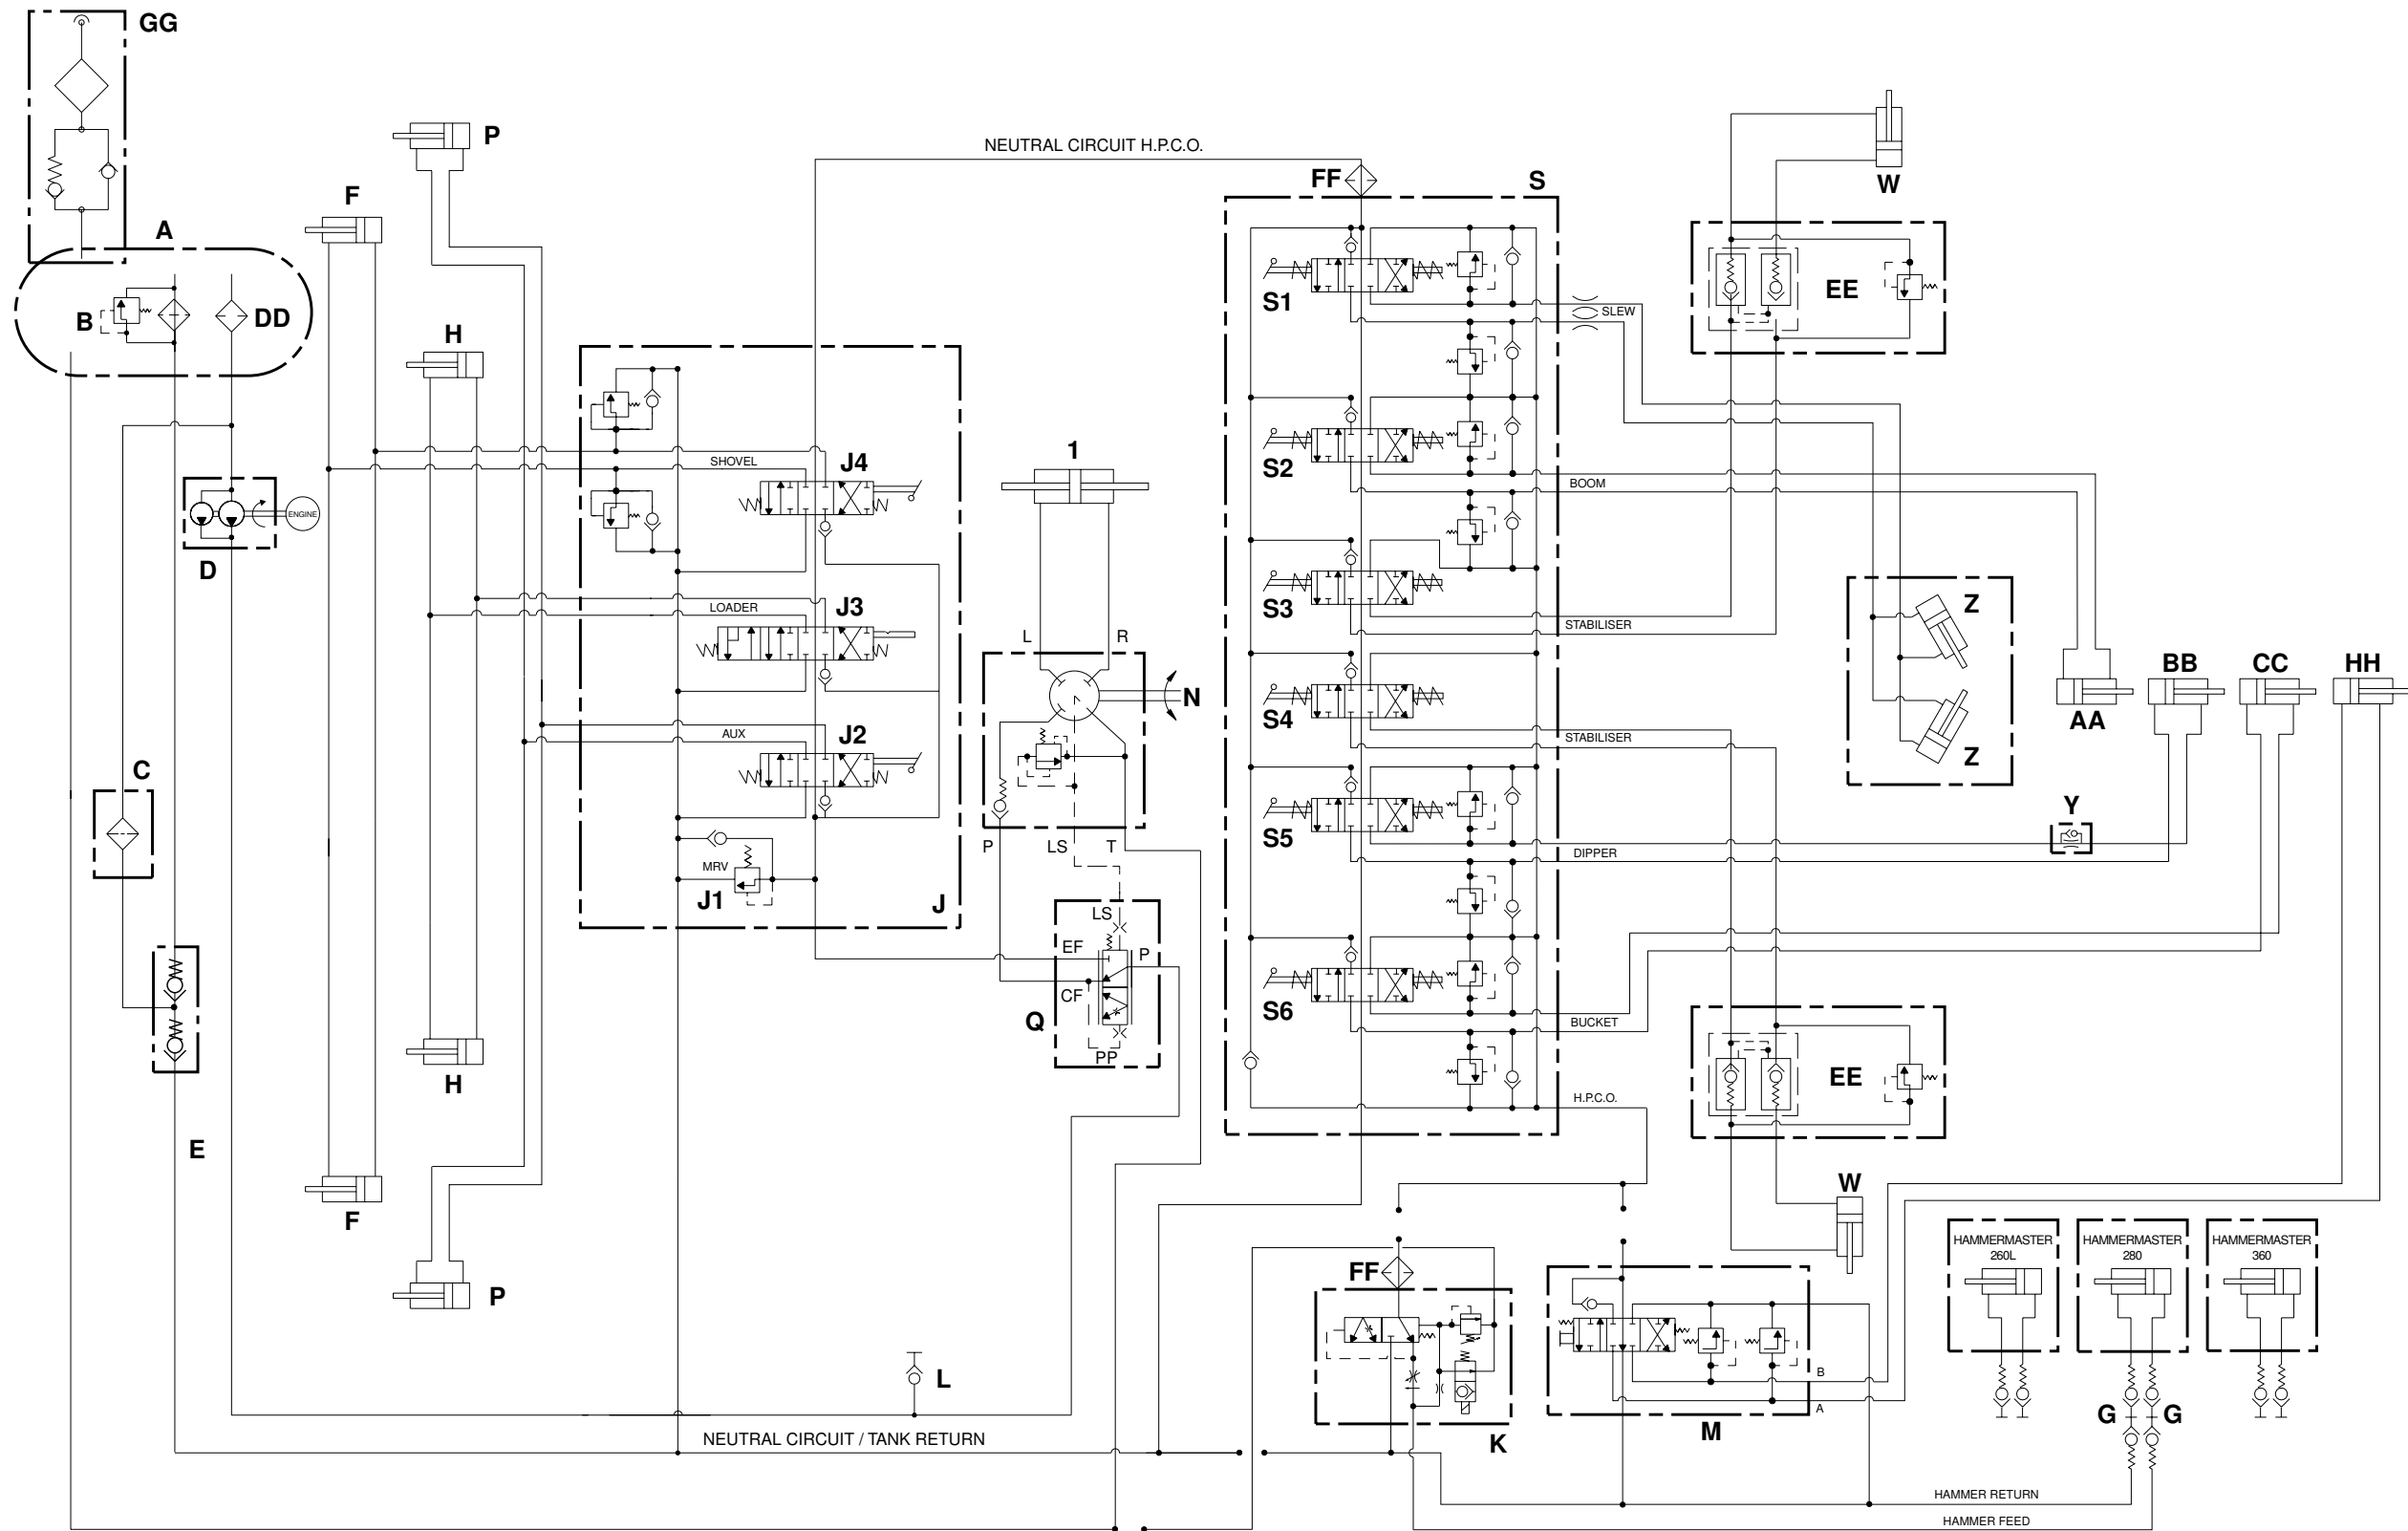 GG
P
NEUTRAL CIRCUIT H.P.C.O.
FF
S
W
F
A
S1
EE
B
DD
SLEW
H
1
SHOVEL
J4
S2
BOOM
ENGINE
D
LOADER
J3
S3
Z
STABILISER
L
R
BB
CC
HH
N
AUX
J2
S4
AA
STABILISER
Z
C
S5
Y
P
LS
T
DIPPER
MRV
J1
J
LS
EF
P
CF
Q
S6
BUCKET
PP
H
EE
H.P.C.O.
E
W
F
HAMMERMASTER
260L
HAMMERMASTER
280
HAMMERMASTER
360
FF
P
L
B
A
G
G
M
K
NEUTRAL CIRCUIT / TANK RETURN
HAMMER RETURN
HAMMER FEED